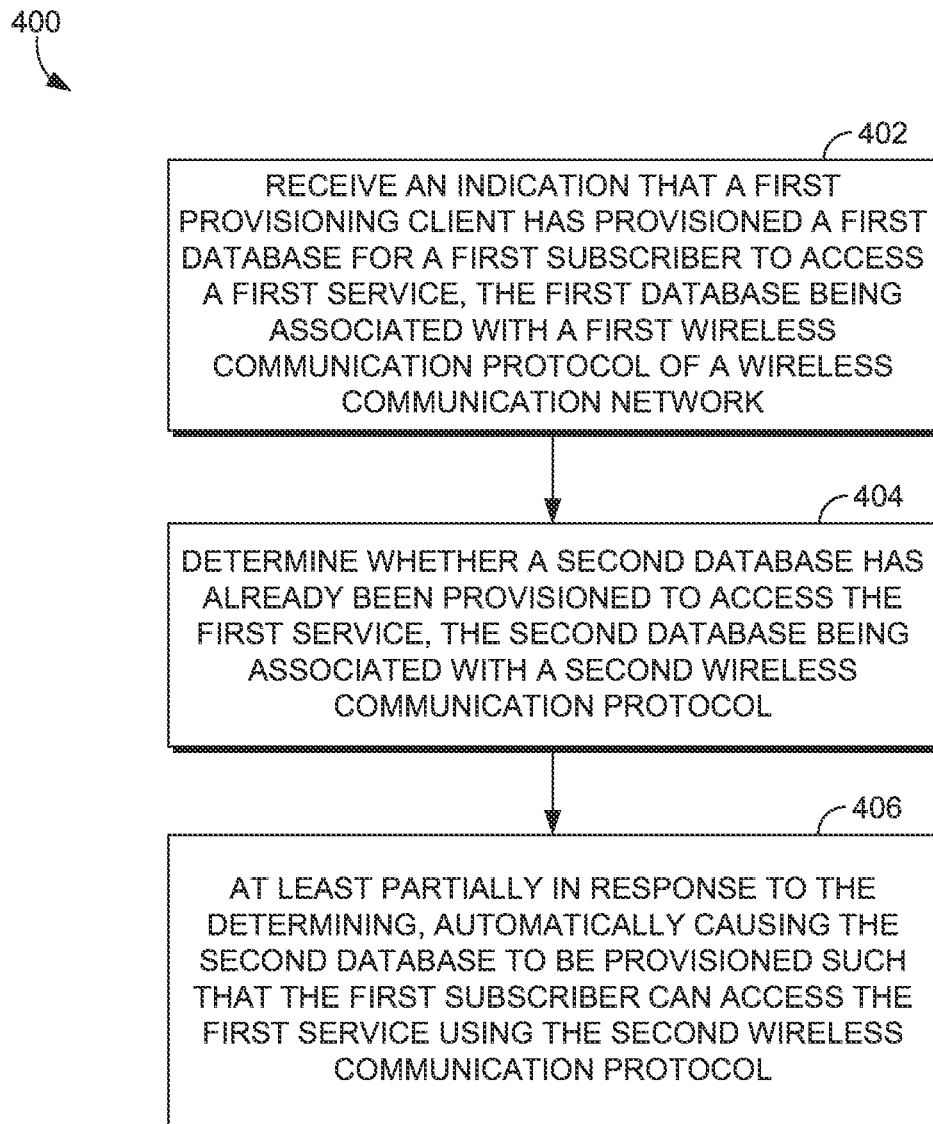 400
402
RECEIVE AN INDICATION THAT A FIRST
PROVISIONING CLIENT HAS PROVISIONED A FIRST
DATABASE FOR A FIRST SUBSCRIBER TO ACCESS
A FIRST SERVICE, THE FIRST DATABASE BEING
ASSOCIATED WITH A FIRST WIRELESS
COMMUNICATION PROTOCOL OF A WIRELESS
COMMUNICATION NETWORK
404
DETERMINE WHETHER A SECOND DATABASE HAS
ALREADY BEEN PROVISIONED TO ACCESS THE
FIRST SERVICE, THE SECOND DATABASE BEING
ASSOCIATED WITH A SECOND WIRELESS
COMMUNICATION PROTOCOL
406
AT LEAST PARTIALLY IN RESPONSE TO THE
DETERMINING, AUTOMATICALLY CAUSING THE
SECOND DATABASE TO BE PROVISIONED SUCH
THAT THE FIRST SUBSCRIBER CAN ACCESS THE
FIRST SERVICE USING THE SECOND WIRELESS
COMMUNICATION PROTOCOL